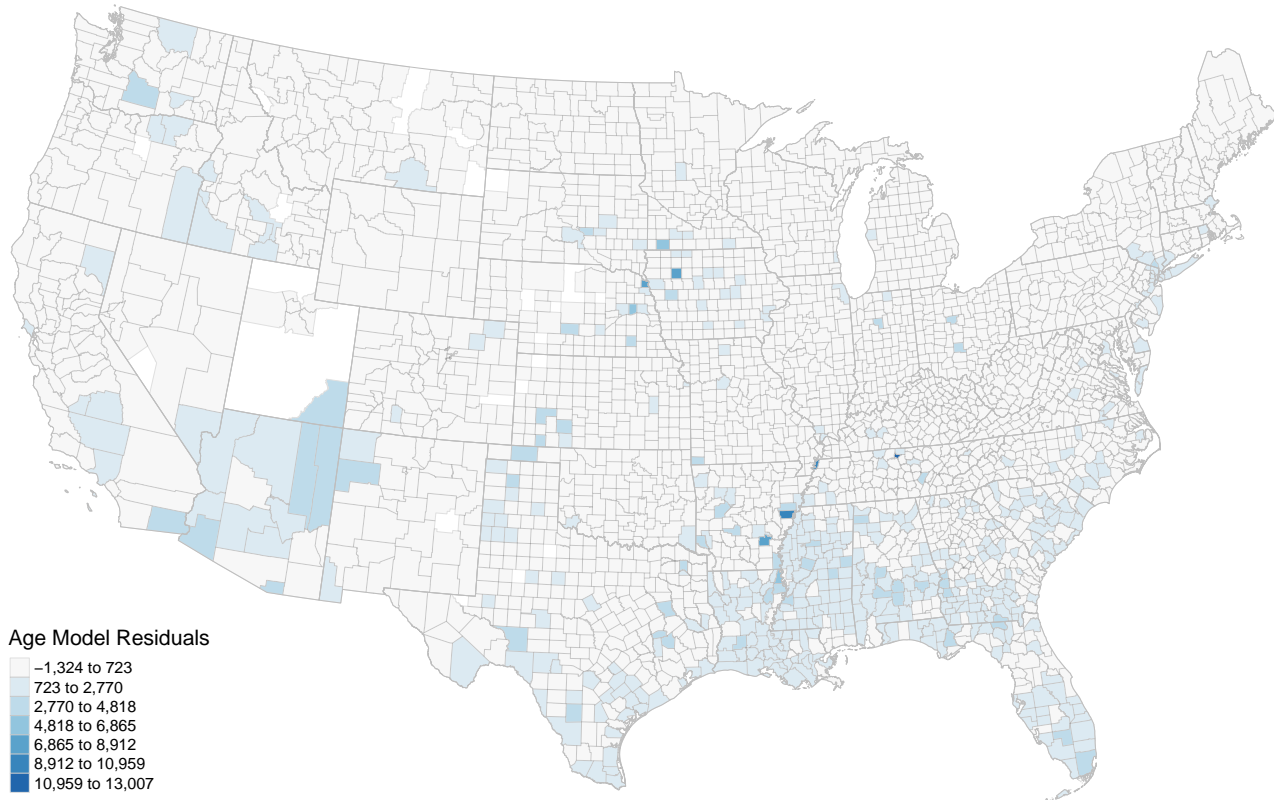 Age Model Residuals
−1,324 to 723
723 to 2,770
2,770 to 4,818
4,818 to 6,865
6,865 to 8,912
8,912 to 10,959
10,959 to 13,007